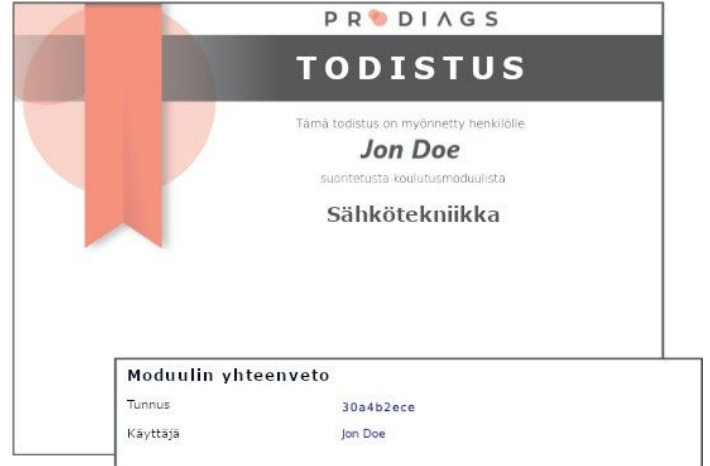 PRODIAGS
TODISTUS
Tämä todistus on myönnetty henkilölle
Jon Doe
suoritetusta koulutusmoduulista
Sähkötekniikka
Moduulin yhteenveto
Tunnus 30a4b2ece
Käyttäjä Jon Doe